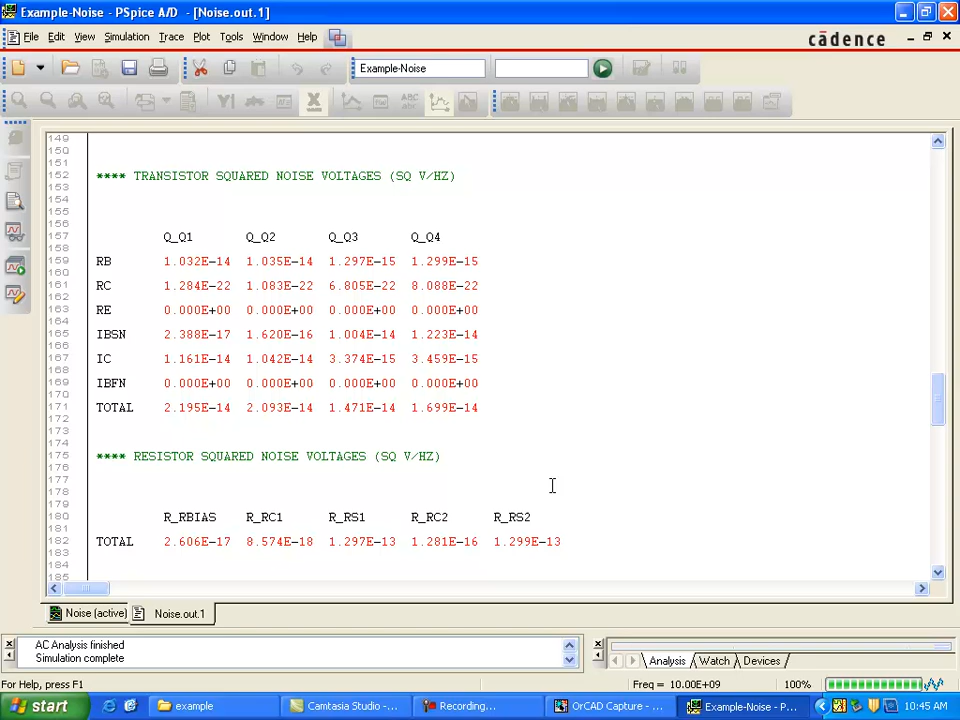 Example-Noise - PSpice A/D - [Noise.out.1]
File Edit View Simulation Trace Plot Tools Window Help
cādence
Example-Noise
149
150
151
152 **** TRANSISTOR SQUARED NOISE VOLTAGES (SQ V/HZ)
153
154
155
156
157 Q_Q1 Q_Q2 Q_Q3 Q_Q4
158
159 RB 1.032E-14 1.035E-14 1.297E-15 1.299E-15
160
161 RC 1.284E-22 1.083E-22 6.805E-22 8.088E-22
162
163 RE 0.000E+00 0.000E+00 0.000E+00 0.000E+00
164
165 IBSN 2.388E-17 1.620E-16 1.004E-14 1.223E-14
166
167 IC 1.161E-14 1.042E-14 3.374E-15 3.459E-15
168
169 IBFN 0.000E+00 0.000E+00 0.000E+00 0.000E+00
170
171 TOTAL 2.195E-14 2.093E-14 1.471E-14 1.699E-14
172
173
174
175 **** RESISTOR SQUARED NOISE VOLTAGES (SQ V/HZ)
176
177
178
179
180 R_RBIAS R_RC1 R_RS1 R_RC2 R_RS2
181
182 TOTAL 2.606E-17 8.574E-18 1.297E-13 1.281E-16 1.299E-13
183
184
185
Noise (active) Noise.out.1
AC Analysis finished
Simulation complete
Analysis Watch Devices
For Help, press F1 Freq = 10.00E+09 100%
start example Camtasia Studio - ... Recording... OrCAD Capture - ... Example-Noise - P... 10:45 AM